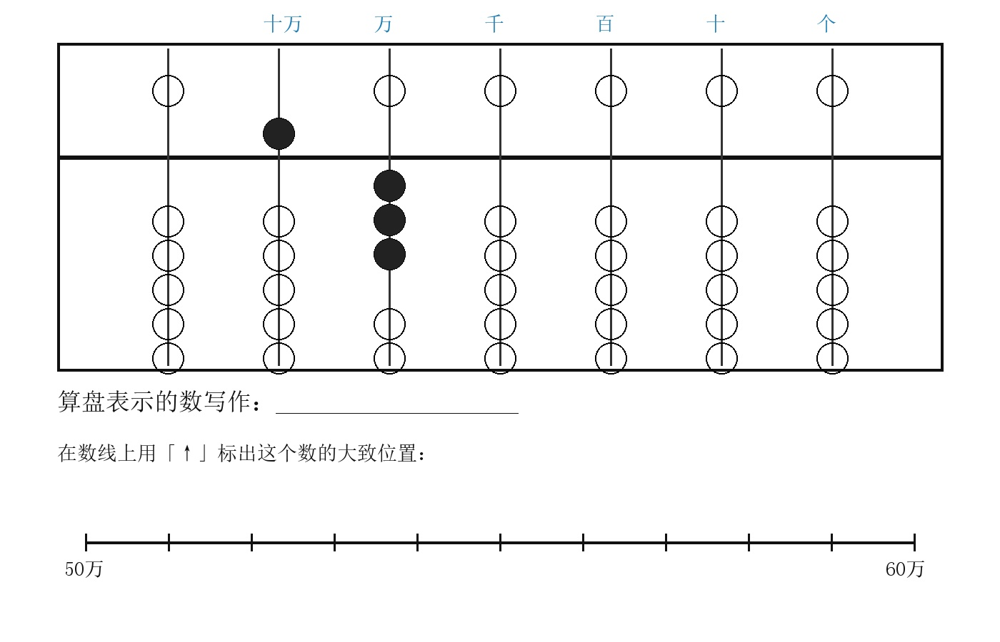 十万 万 千 百 十 个
算盘表示的数写作：____________________
在数线上用「↑」标出这个数的大致位置：
50万 60万